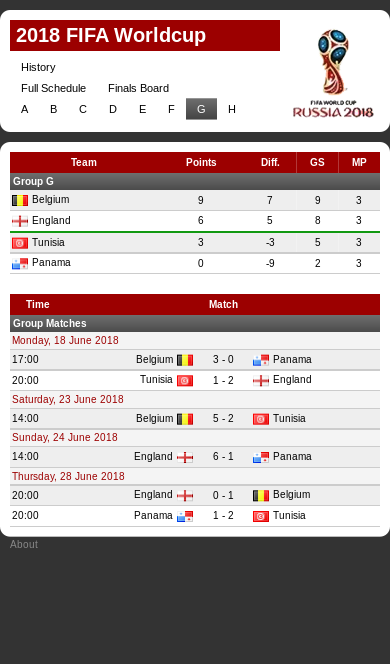 2018 FIFA Worldcup
History
Full Schedule Finals Board
A B C D E F G H
FIFA WORLD CUP
RUSSIA 2018
Team Points Diff. GS MP
Group G
Belgium 9 7 9 3
England 6 5 8 3
Tunisia 3 -3 5 3
Panama 0 -9 2 3
Time Match
Group Matches
Monday, 18 June 2018
17:00 Belgium 3 - 0 Panama
20:00 Tunisia 1 - 2 England
Saturday, 23 June 2018
14:00 Belgium 5 - 2 Tunisia
Sunday, 24 June 2018
14:00 England 6 - 1 Panama
Thursday, 28 June 2018
20:00 England 0 - 1 Belgium
20:00 Panama 1 - 2 Tunisia
About